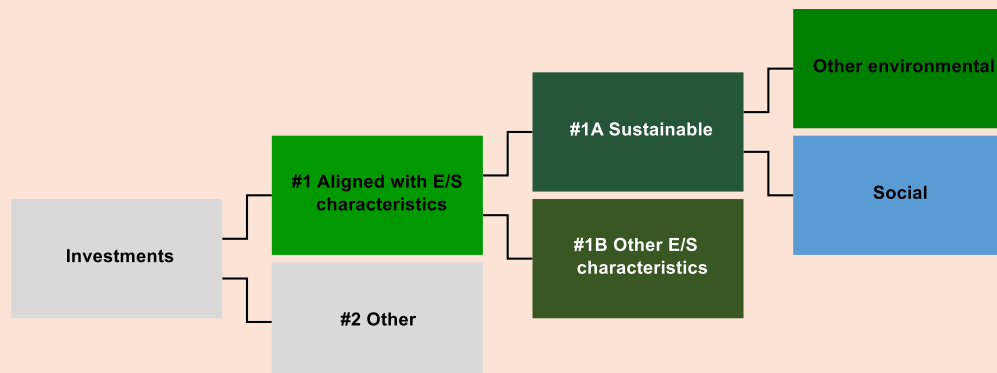 Other environmental
#1A Sustainable
#1 Aligned with E/S
characteristics
Social
#1B Other E/S
characteristics
Investments
#2 Other